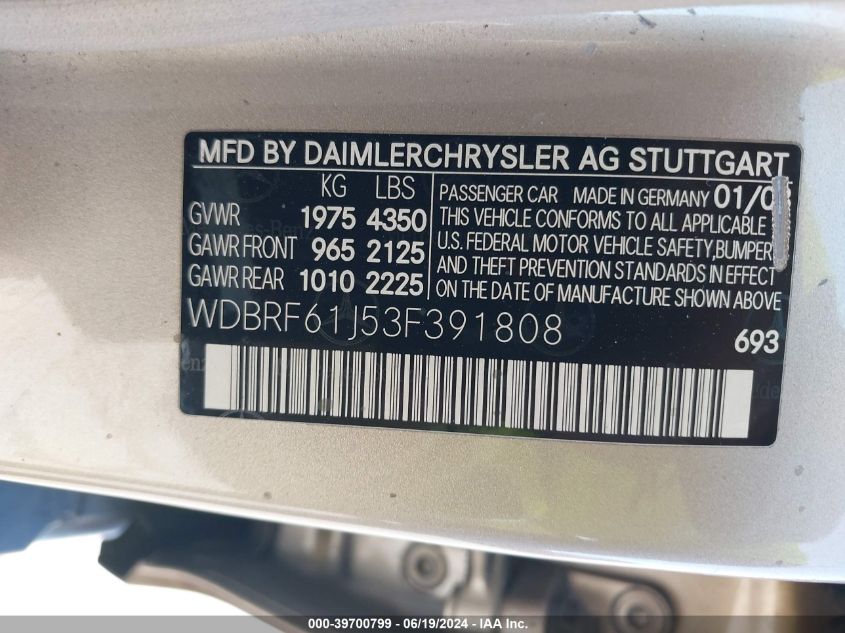 MFD BY DAIMLERCHRYSLER AG STUTTGART
KG LBS
GVWR 1975 4350
GAWR FRONT 965 2125
GAWR REAR 1010 2225
PASSENGER CAR MADE IN GERMANY 01/0
THIS VEHICLE CONFORMS TO ALL APPLICABLE
U.S. FEDERAL MOTOR VEHICLE SAFETY,BUMPER
AND THEFT PREVENTION STANDARDS IN EFFECT
ON THE DATE OF MANUFACTURE SHOWN ABOVE
WDBRF61J53F391808
693
000-39700799 - 06/19/2024 - IAA Inc.